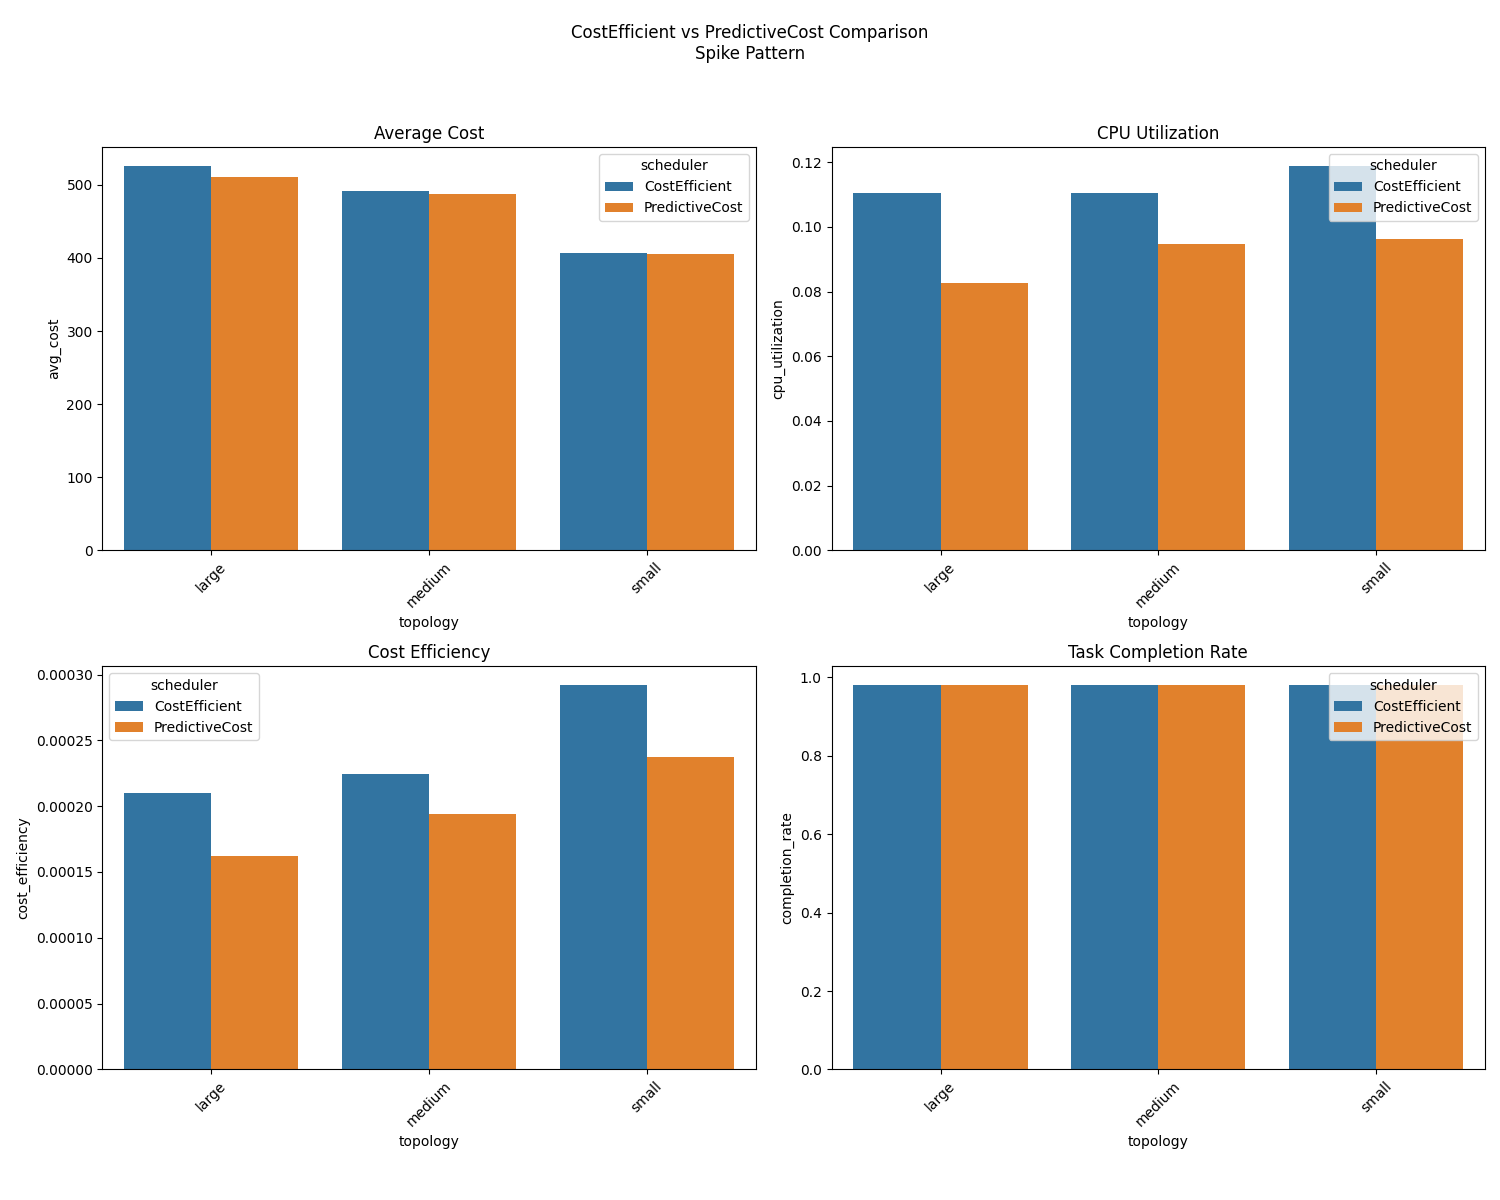 CostEfficient vs PredictiveCost Comparison
Spike Pattern
Average Cost
scheduler
CostEfficient
PredictiveCost
avg_cost
500
400
300
200
100
0
large
medium
small
topology
CPU Utilization
scheduler
CostEfficient
PredictiveCost
cpu_utilization
0.12
0.10
0.08
0.06
0.04
0.02
0.00
large
medium
small
topology
Cost Efficiency
scheduler
CostEfficient
PredictiveCost
cost_efficiency
0.00030
0.00025
0.00020
0.00015
0.00010
0.00005
0.00000
large
medium
small
topology
Task Completion Rate
scheduler
CostEfficient
PredictiveCost
completion_rate
1.0
0.8
0.6
0.4
0.2
0.0
large
medium
small
topology